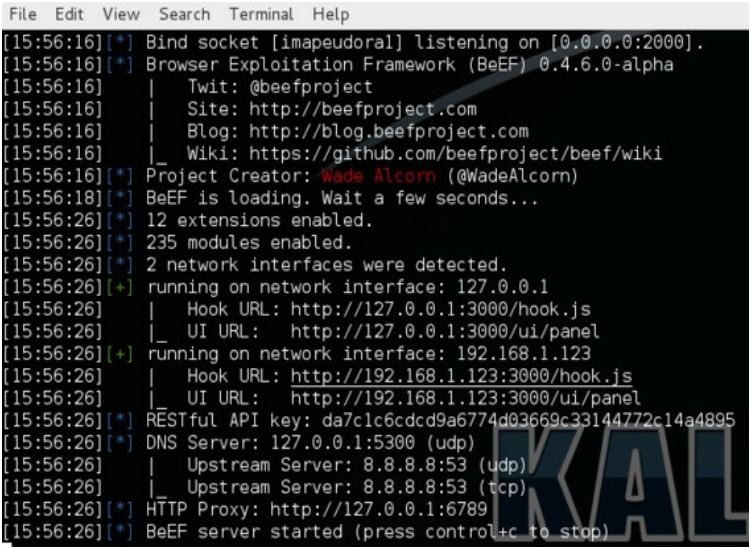 File Edit View Search Terminal Help
[15:56:16][*] Bind socket [imapeudora1] listening on [0.0.0.0:2000].
[15:56:16][*] Browser Exploitation Framework (BeEF) 0.4.6.0-alpha
[15:56:16]    |   Twit: @beefproject
[15:56:16]    |   Site: http://beefproject.com
[15:56:16]    |   Blog: http://blog.beefproject.com
[15:56:16]    |_  Wiki: https://github.com/beefproject/beef/wiki
[15:56:16][*] Project Creator: Wade Alcorn (@WadeAlcorn)
[15:56:18][*] BeEF is loading. Wait a few seconds...
[15:56:26][*] 12 extensions enabled.
[15:56:26][*] 235 modules enabled.
[15:56:26][*] 2 network interfaces were detected.
[15:56:26][+] running on network interface: 127.0.0.1
[15:56:26]    |   Hook URL: http://127.0.0.1:3000/hook.js
[15:56:26]    |_  UI URL:   http://127.0.0.1:3000/ui/panel
[15:56:26][+] running on network interface: 192.168.1.123
[15:56:26]    |   Hook URL: http://192.168.1.123:3000/hook.js
[15:56:26]    |_  UI URL:   http://192.168.1.123:3000/ui/panel
[15:56:26][*] RESTful API key: da7c1c6cdcd9a6774d03669c33144772c14a4895
[15:56:26][*] DNS Server: 127.0.0.1:5300 (udp)
[15:56:26]    |   Upstream Server: 8.8.8.8:53 (udp)
[15:56:26]    |_  Upstream Server: 8.8.8.8:53 (tcp)
[15:56:26][*] HTTP Proxy: http://127.0.0.1:6789
[15:56:26][*] BeEF server started (press control+c to stop)
KAL